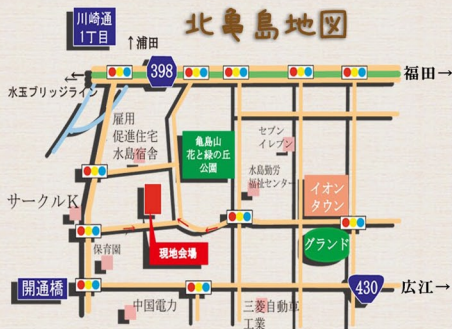 川崎通
1丁目
北亀島地図
↑浦田
398
福田→
水玉ブリッジライン
雇用
促進住宅
水島宿舎
亀島山
花と緑の丘
公園
セブン
イレブン
水島勤労
福祉センター
イオン
タウン
サークルK
現地会場
グランド
保育園
開通橋
中国電力
三菱自動車
工業
430
広江→